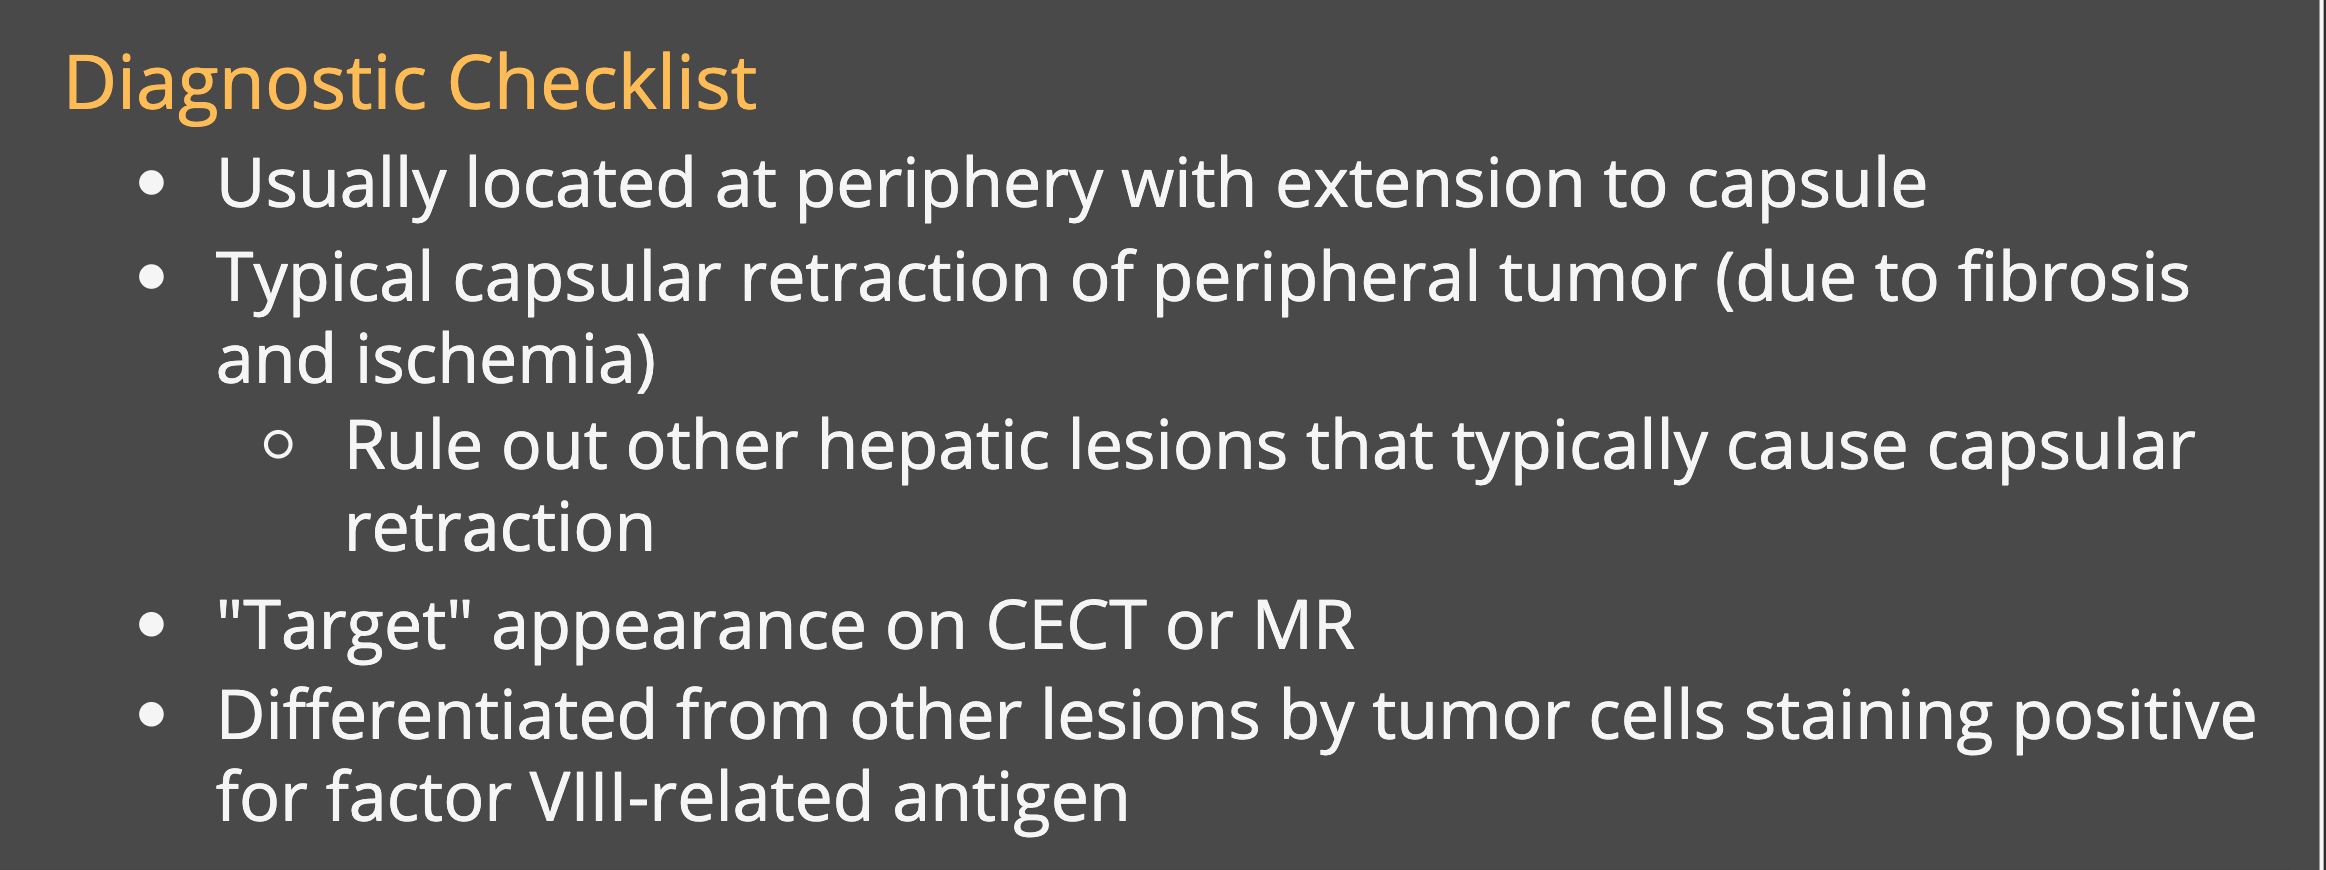 Diagnostic Checklist
• Usually located at periphery with extension to capsule
• Typical capsular retraction of peripheral tumor (due to fibrosis
and ischemia)
○ Rule out other hepatic lesions that typically cause capsular
retraction
• "Target" appearance on CECT or MR
• Differentiated from other lesions by tumor cells staining positive
for factor VIII-related antigen